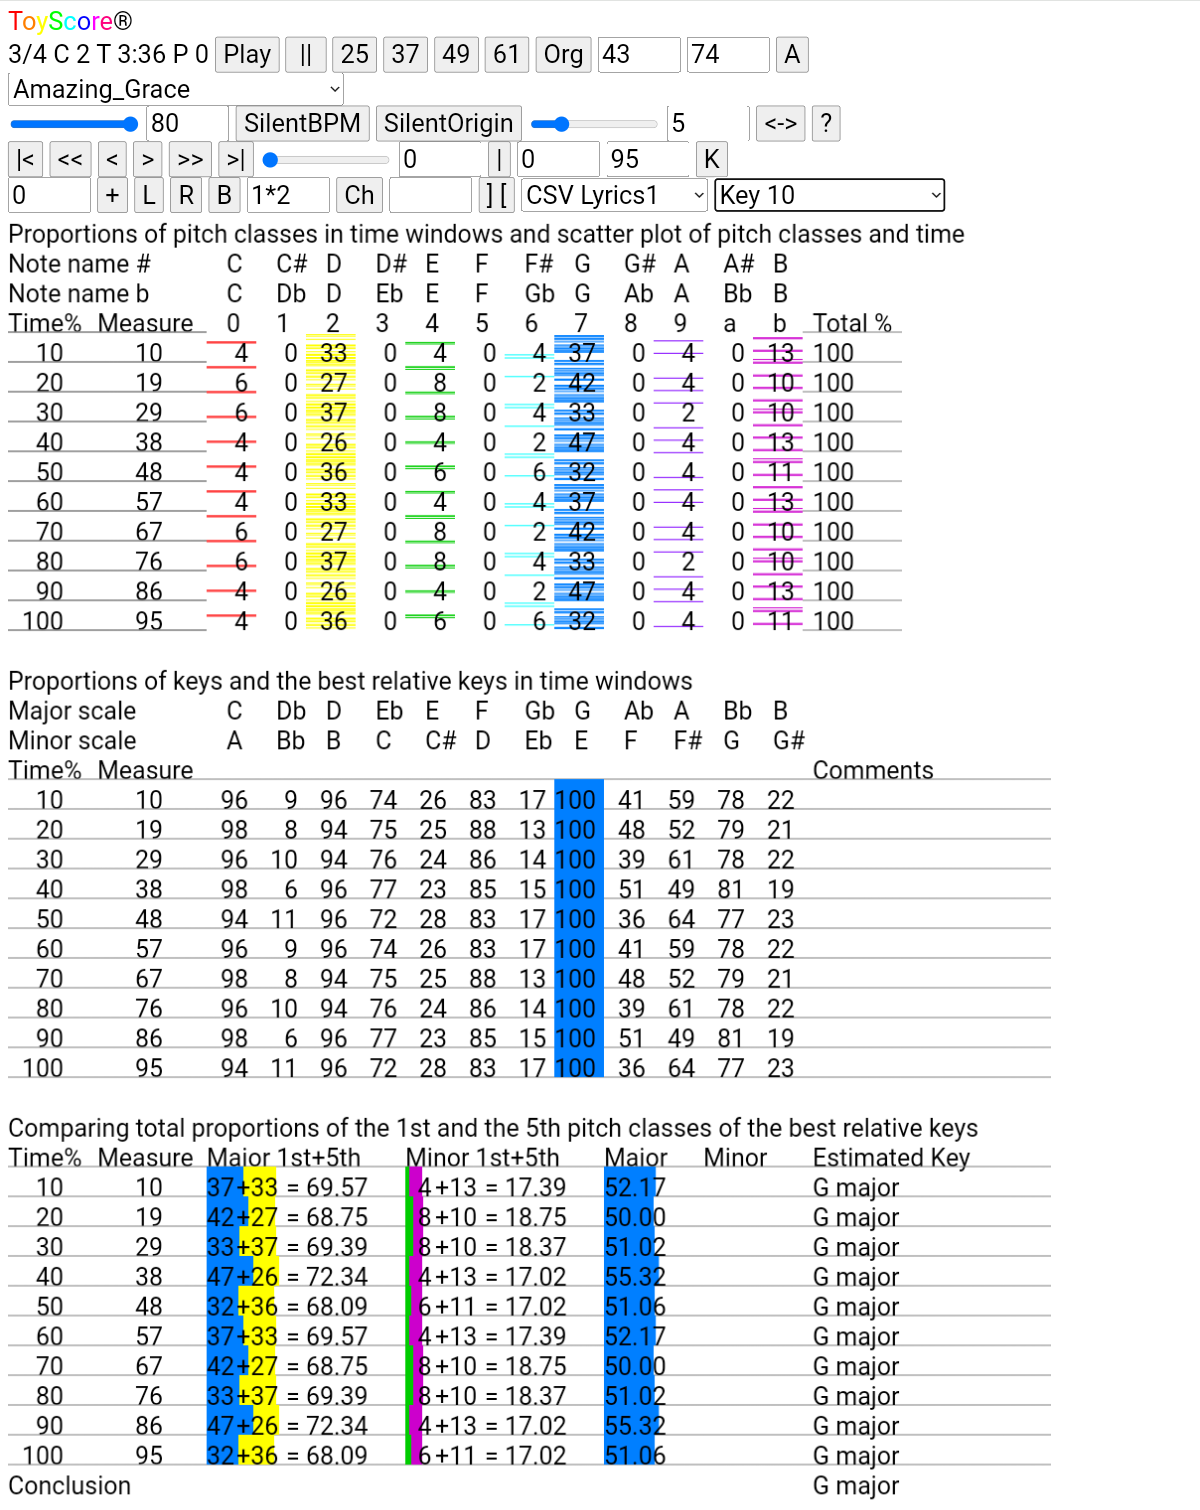 ToyScore®
3/4 C 2 T 3:36 P 0 Play || 25 37 49 61 Org 43 74 A
Amazing_Grace
80 SilentBPM SilentOrigin 5 <-> ?
|< << < > >> >| 0 | 0 95 K
0 + L R B 1*2 Ch ] [ CSV Lyrics1 Key 10
Proportions of pitch classes in time windows and scatter plot of pitch classes and time
Note name # C C# D D# E F F# G G# A A# B
Note name b C Db D Eb E F Gb G Ab A Bb B
Time% Measure 0 1 2 3 4 5 6 7 8 9 a b Total %
10 10 4 0 33 0 4 0 4 37 0 4 0 13 100
20 19 6 0 27 0 8 0 2 42 0 4 0 10 100
30 29 6 0 37 0 8 0 4 33 0 2 0 10 100
40 38 4 0 26 0 4 0 2 47 0 4 0 13 100
50 48 4 0 36 0 6 0 6 32 0 4 0 11 100
60 57 4 0 33 0 4 0 4 37 0 4 0 13 100
70 67 6 0 27 0 8 0 2 42 0 4 0 10 100
80 76 6 0 37 0 8 0 4 33 0 2 0 10 100
90 86 4 0 26 0 4 0 2 47 0 4 0 13 100
100 95 4 0 36 0 6 0 6 32 0 4 0 11 100
Proportions of keys and the best relative keys in time windows
Major scale C Db D Eb E F Gb G Ab A Bb B
Minor scale A Bb B C C# D Eb E F F# G G#
Time% Measure Comments
10 10 96 9 96 74 26 83 17 100 41 59 78 22
20 19 98 8 94 75 25 88 13 100 48 52 79 21
30 29 96 10 94 76 24 86 14 100 39 61 78 22
40 38 98 6 96 77 23 85 15 100 51 49 81 19
50 48 94 11 96 72 28 83 17 100 36 64 77 23
60 57 96 9 96 74 26 83 17 100 41 59 78 22
70 67 98 8 94 75 25 88 13 100 48 52 79 21
80 76 96 10 94 76 24 86 14 100 39 61 78 22
90 86 98 6 96 77 23 85 15 100 51 49 81 19
100 95 94 11 96 72 28 83 17 100 36 64 77 23
Comparing total proportions of the 1st and the 5th pitch classes of the best relative keys
Time% Measure Major 1st+5th Minor 1st+5th Major Minor Estimated Key
10 10 37+33 = 69.57 4+13 = 17.39 52.17 G major
20 19 42+27 = 68.75 8+10 = 18.75 50.00 G major
30 29 33+37 = 69.39 8+10 = 18.37 51.02 G major
40 38 47+26 = 72.34 4+13 = 17.02 55.32 G major
50 48 32+36 = 68.09 6+11 = 17.02 51.06 G major
60 57 37+33 = 69.57 4+13 = 17.39 52.17 G major
70 67 42+27 = 68.75 8+10 = 18.75 50.00 G major
80 76 33+37 = 69.39 8+10 = 18.37 51.02 G major
90 86 47+26 = 72.34 4+13 = 17.02 55.32 G major
100 95 32+36 = 68.09 6+11 = 17.02 51.06 G major
Conclusion G major